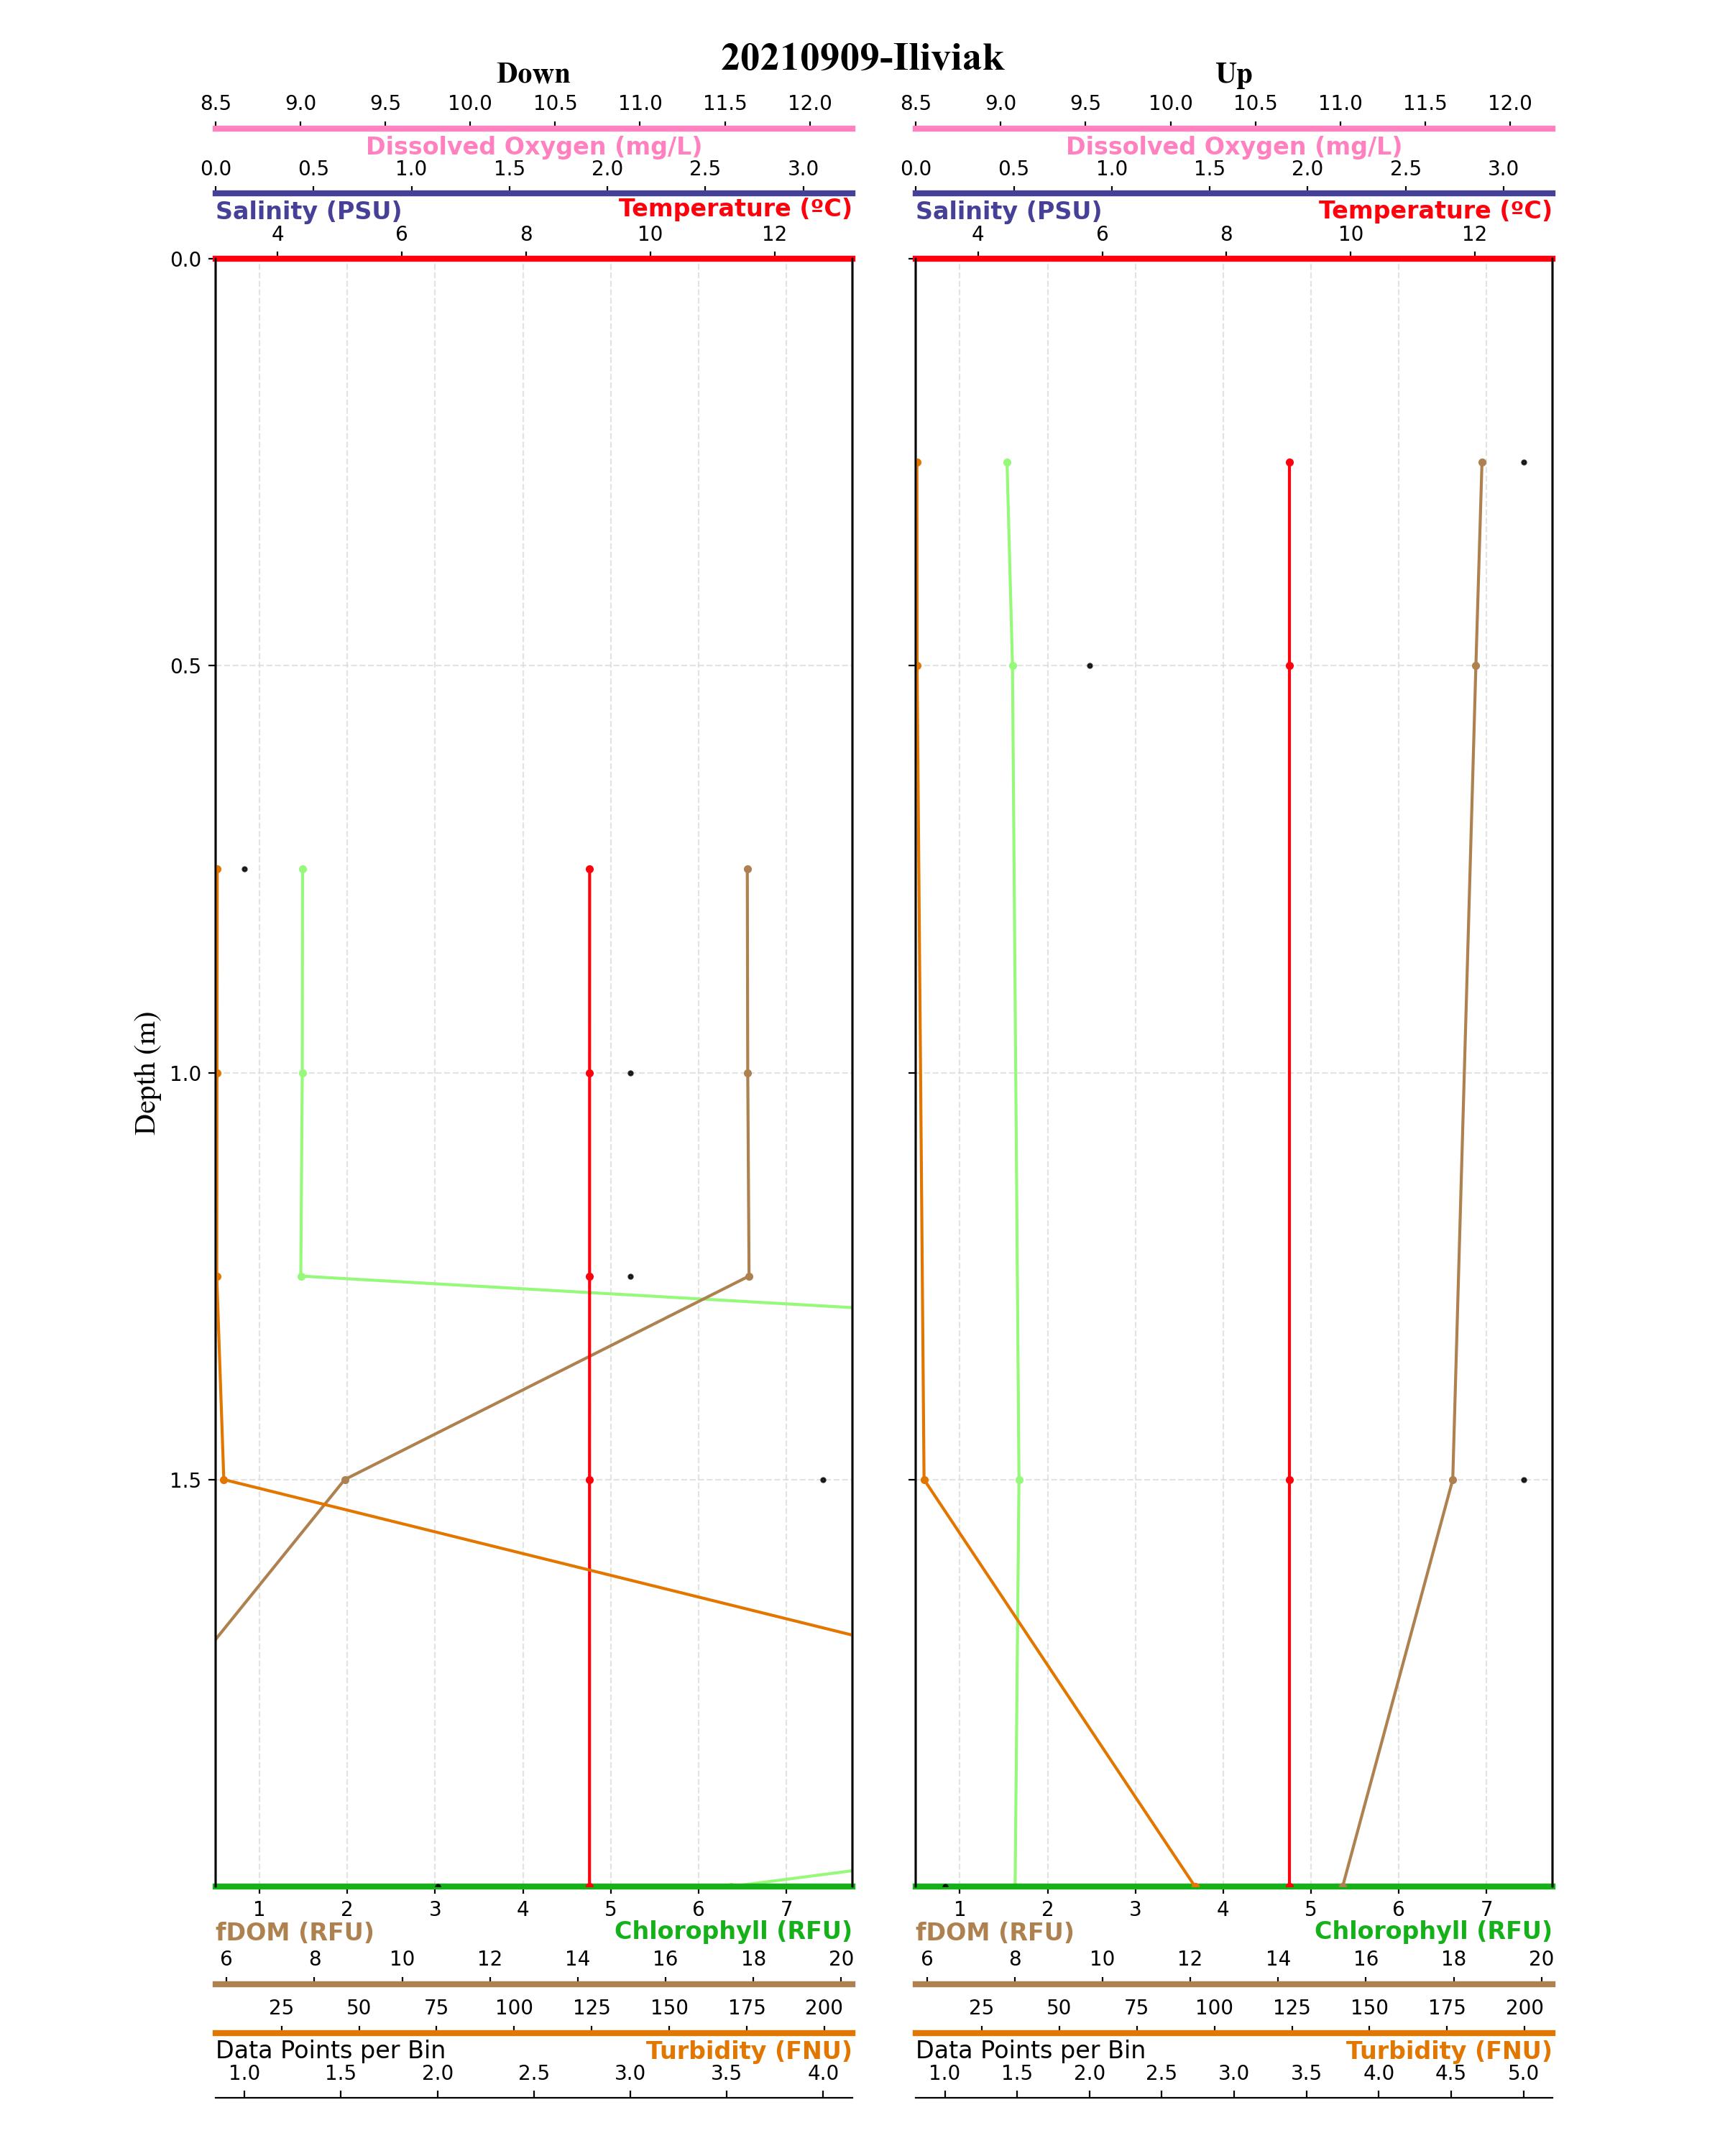 20210909-Iliviak
Down Up
8.5 9.0 9.5 10.0 10.5 11.0 11.5 12.0 8.5 9.0 9.5 10.0 10.5 11.0 11.5 12.0
Dissolved Oxygen (mg/L) Dissolved Oxygen (mg/L)
0.0 0.5 1.0 1.5 2.0 2.5 3.0 0.0 0.5 1.0 1.5 2.0 2.5 3.0
Salinity (PSU) Temperature (ºC) Salinity (PSU) Temperature (ºC)
4 6 8 10 12 4 6 8 10 12
0.0
0.5
1.0
Depth (m)
1.5
1 2 3 4 5 6 7 1 2 3 4 5 6 7
fDOM (RFU) Chlorophyll (RFU) fDOM (RFU) Chlorophyll (RFU)
6 8 10 12 14 16 18 20 6 8 10 12 14 16 18 20
25 50 75 100 125 150 175 200 25 50 75 100 125 150 175 200
Data Points per Bin Turbidity (FNU) Data Points per Bin Turbidity (FNU)
1.0 1.5 2.0 2.5 3.0 3.5 4.0 1.0 1.5 2.0 2.5 3.0 3.5 4.0 4.5 5.0